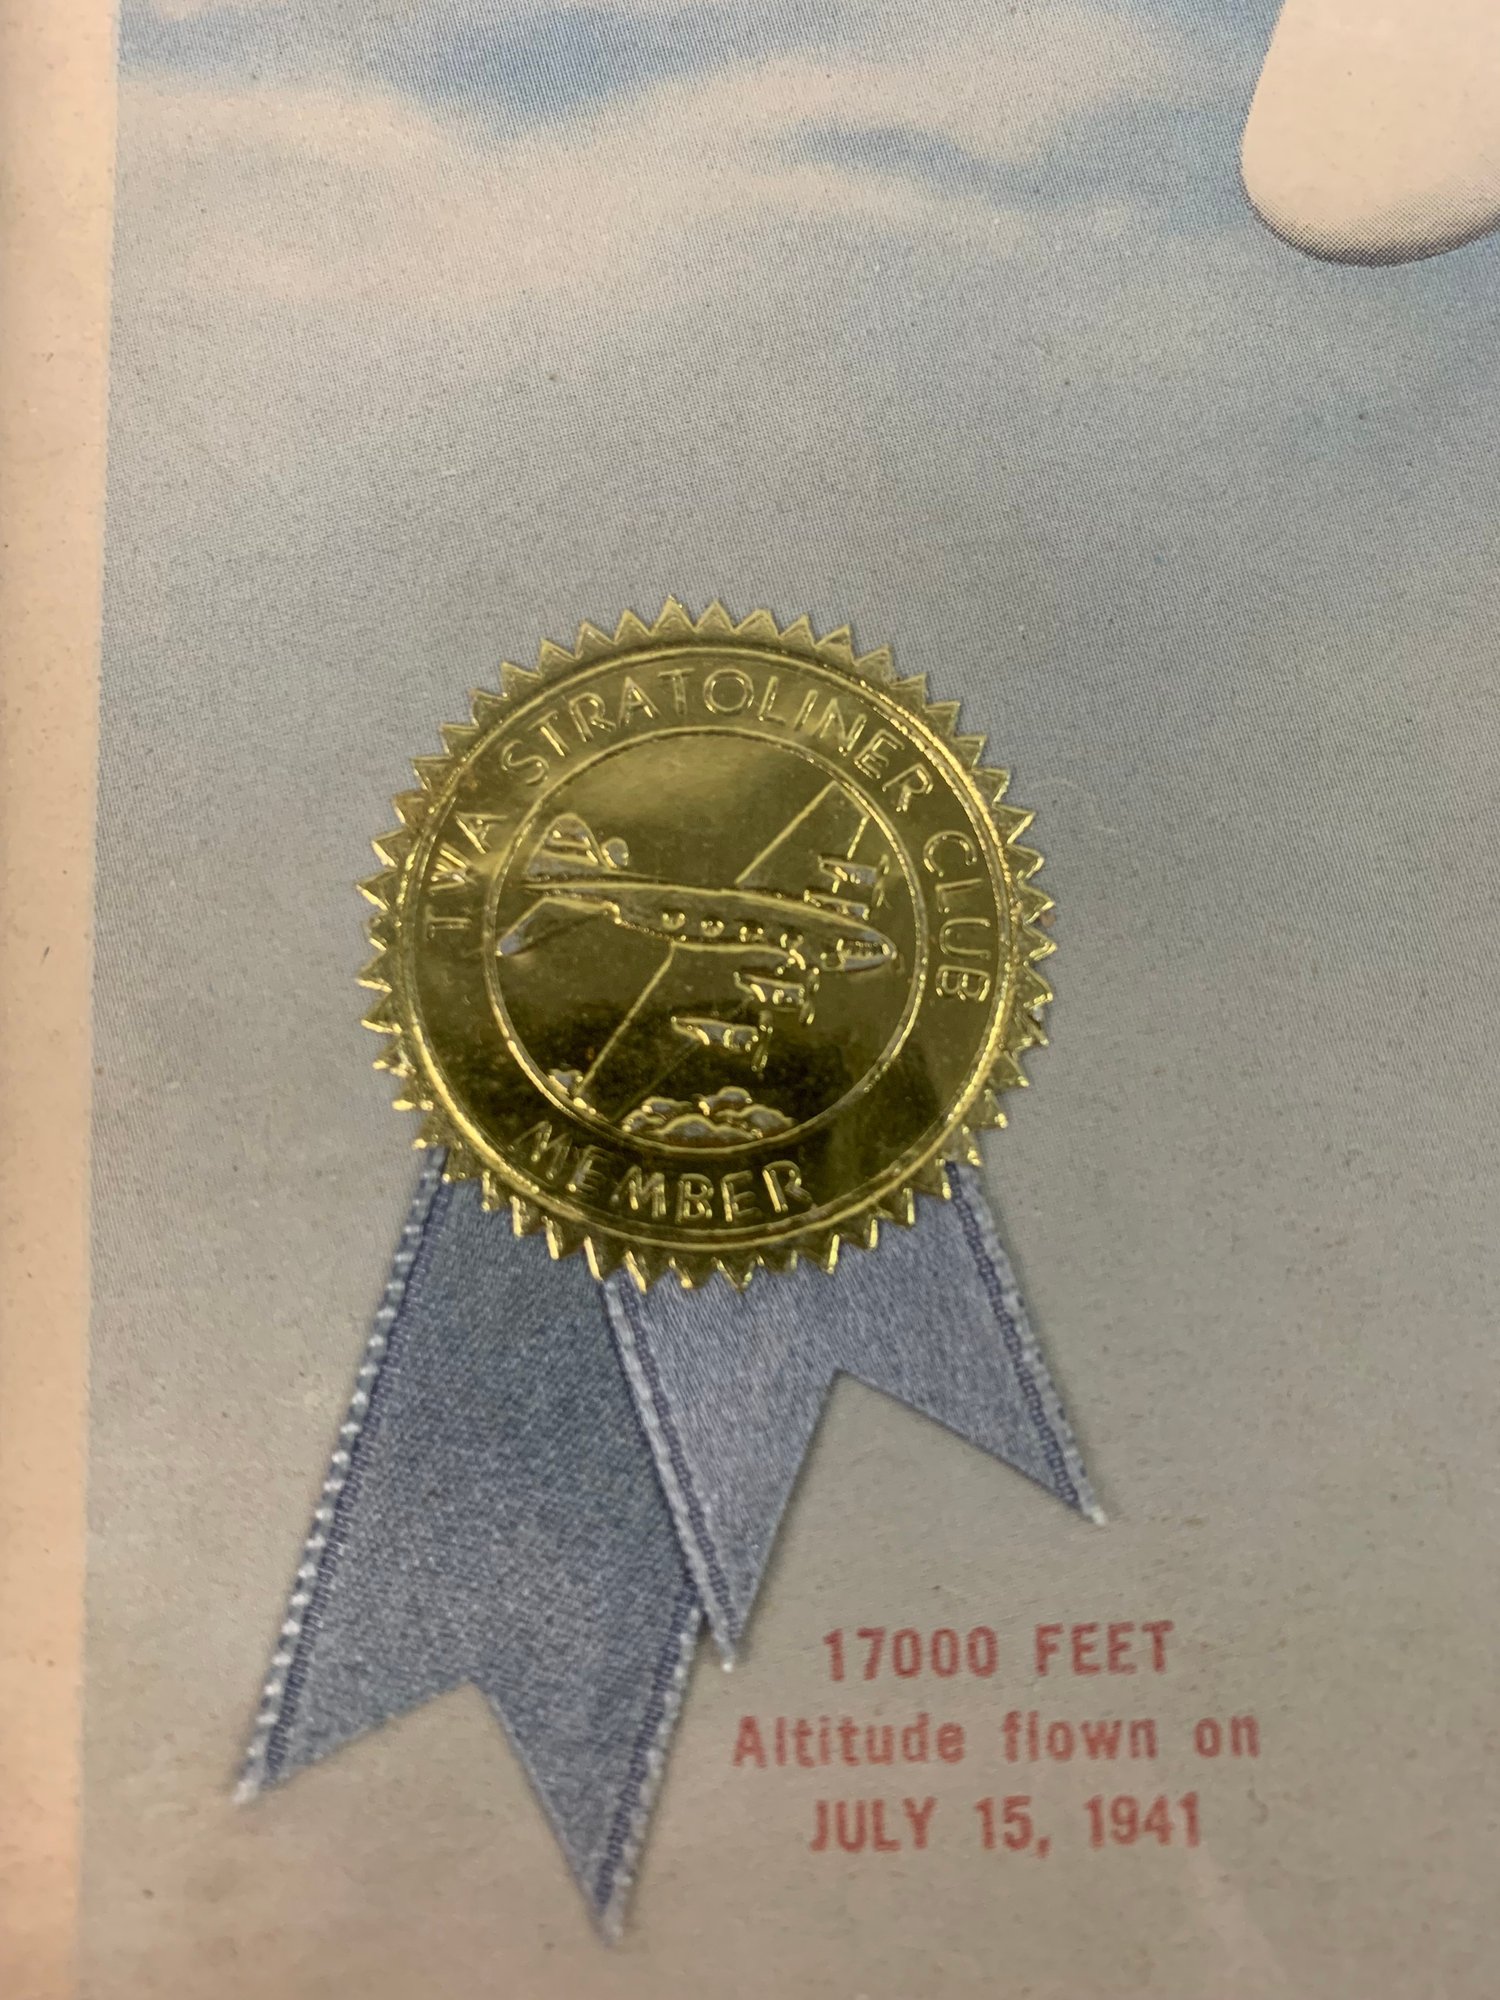 TWA STRATOLINER CLUB
MEMBER
17000 FEET
Altitude flown on
JULY 15, 1941